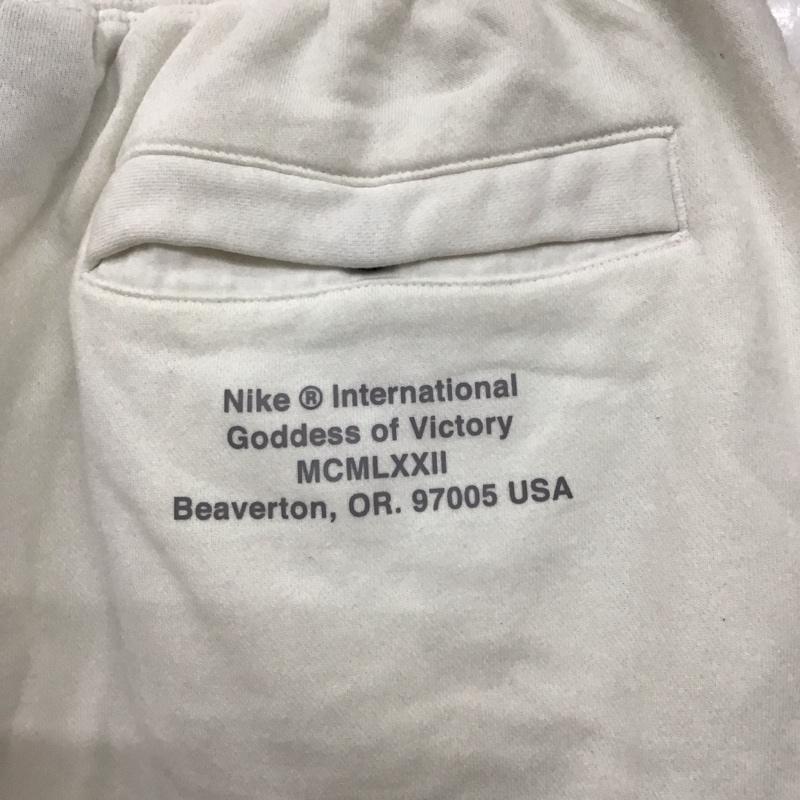 Nike ® International
Goddess of Victory
MCMLXXII
Beaverton, OR. 97005 USA